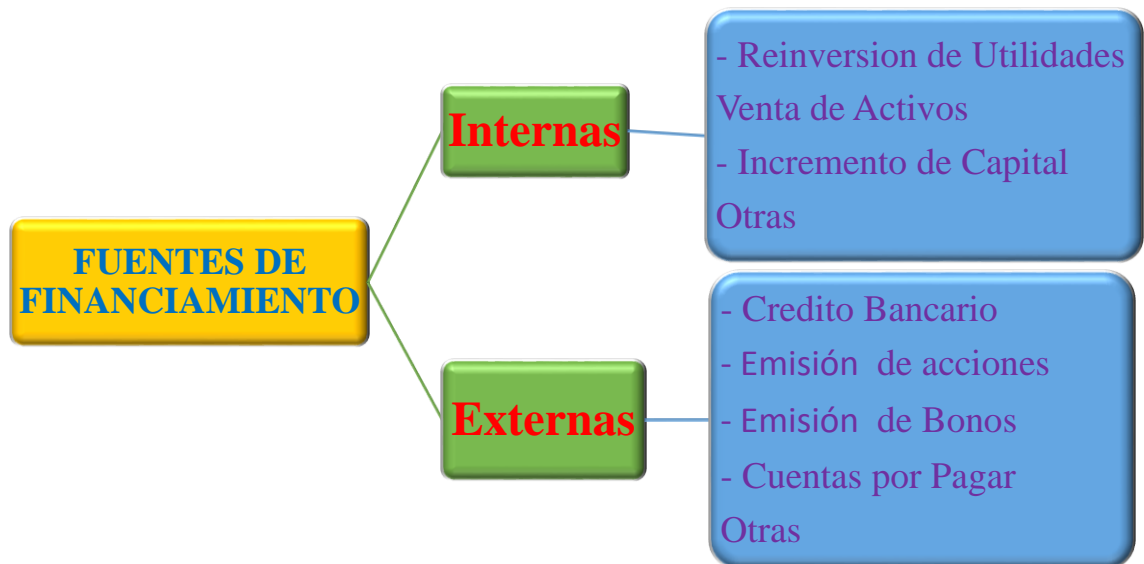 FUENTES DE
FINANCIAMIENTO
Internas
- Reinversion de Utilidades
Venta de Activos
- Incremento de Capital
Otras
Externas
- Credito Bancario
- Emisión de acciones
- Emisión de Bonos
- Cuentas por Pagar
Otras